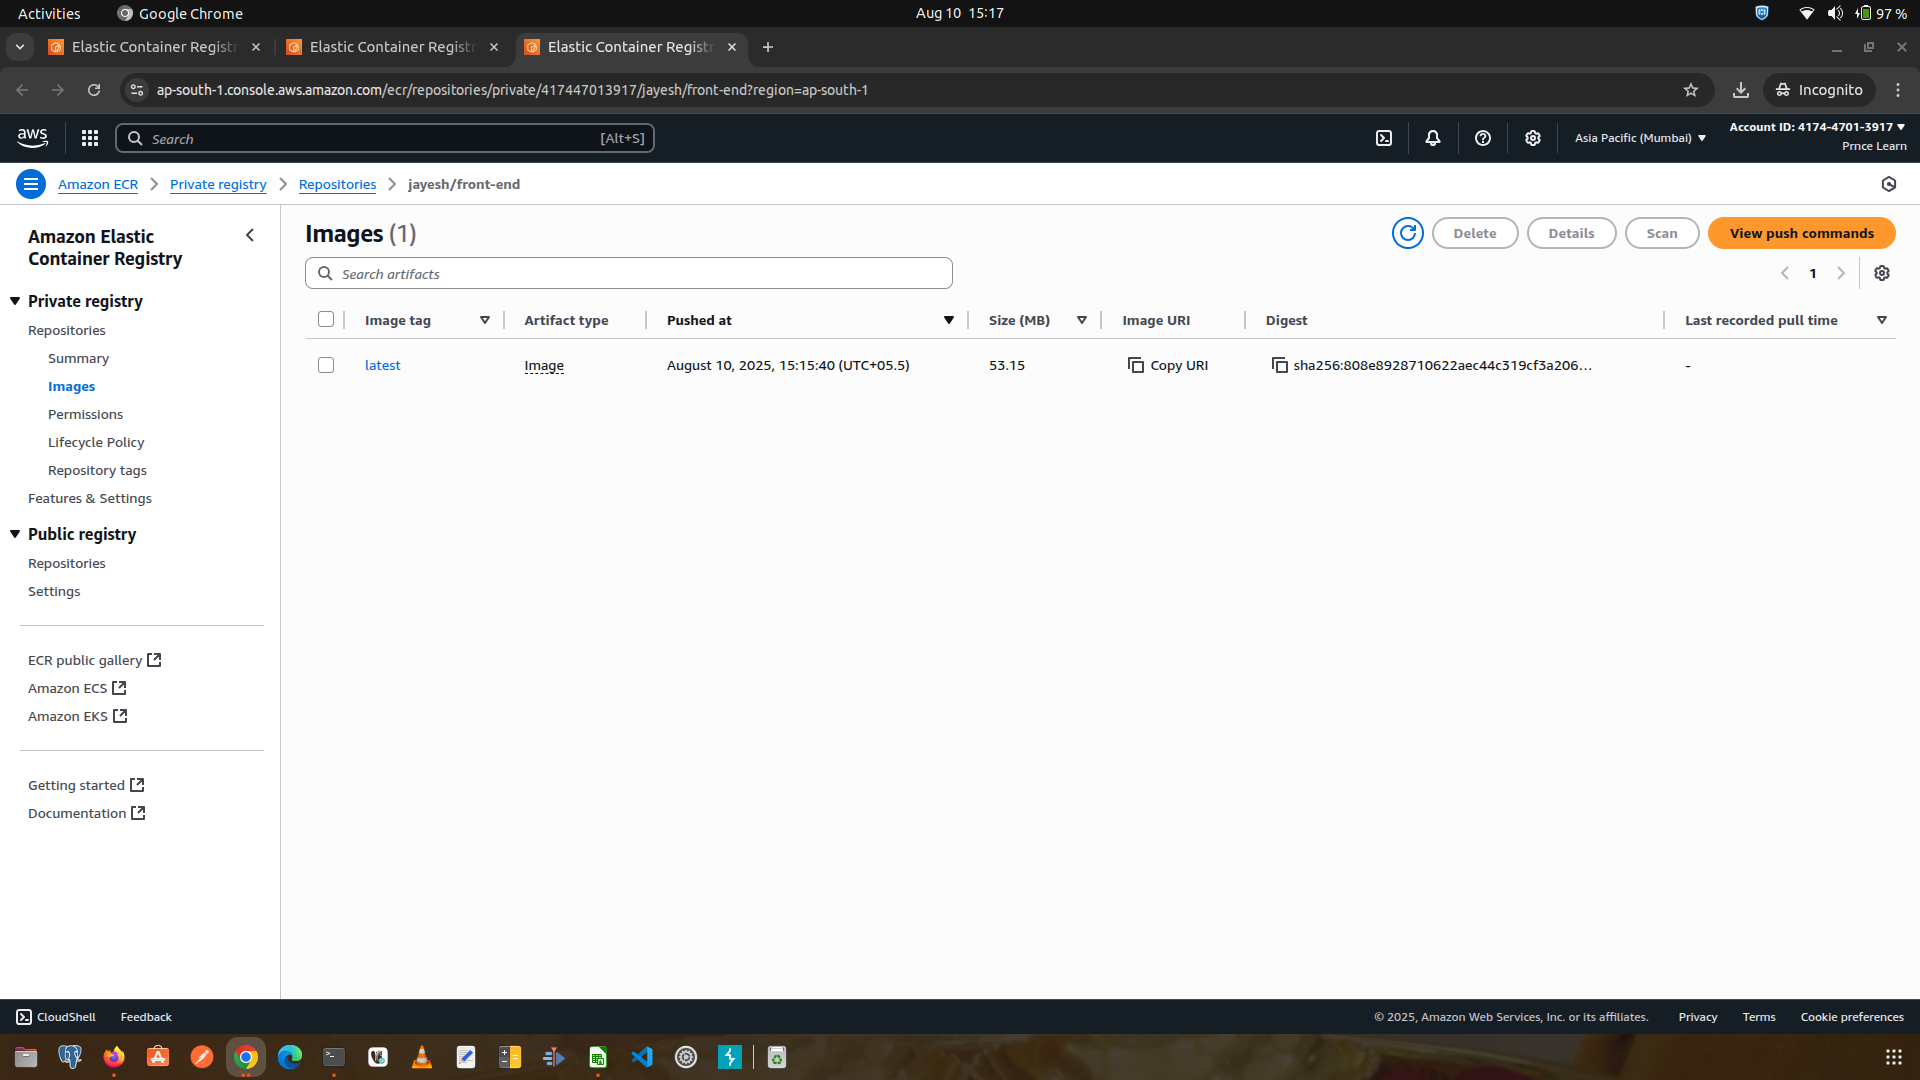 Activities
Google Chrome
Aug 10 15:17
97 %
Elastic Container Registr
Elastic Container Registr
Elastic Container Registr
ap-south-1.console.aws.amazon.com/ecr/repositories/private/417447013917/jayesh/front-end?region=ap-south-1
Incognito
aws
Search
[Alt+S]
Asia Pacific (Mumbai)
Account ID: 4174-4701-3917
Prnce Learn
Amazon ECR
Private registry
Repositories
jayesh/front-end
Amazon Elastic
Container Registry
Private registry
Repositories
Summary
Images
Permissions
Lifecycle Policy
Repository tags
Features & Settings
Public registry
Repositories
Settings
ECR public gallery
Amazon ECS
Amazon EKS
Getting started
Documentation
Images (1)
Delete
Details
Scan
View push commands
Search artifacts
1
Image tag
Artifact type
Pushed at
Size (MB)
Image URI
Digest
Last recorded pull time
latest
Image
August 10, 2025, 15:15:40 (UTC+05.5)
53.15
Copy URI
sha256:808e8928710622aec44c319cf3a206...
-
CloudShell
Feedback
© 2025, Amazon Web Services, Inc. or its affiliates.
Privacy
Terms
Cookie preferences